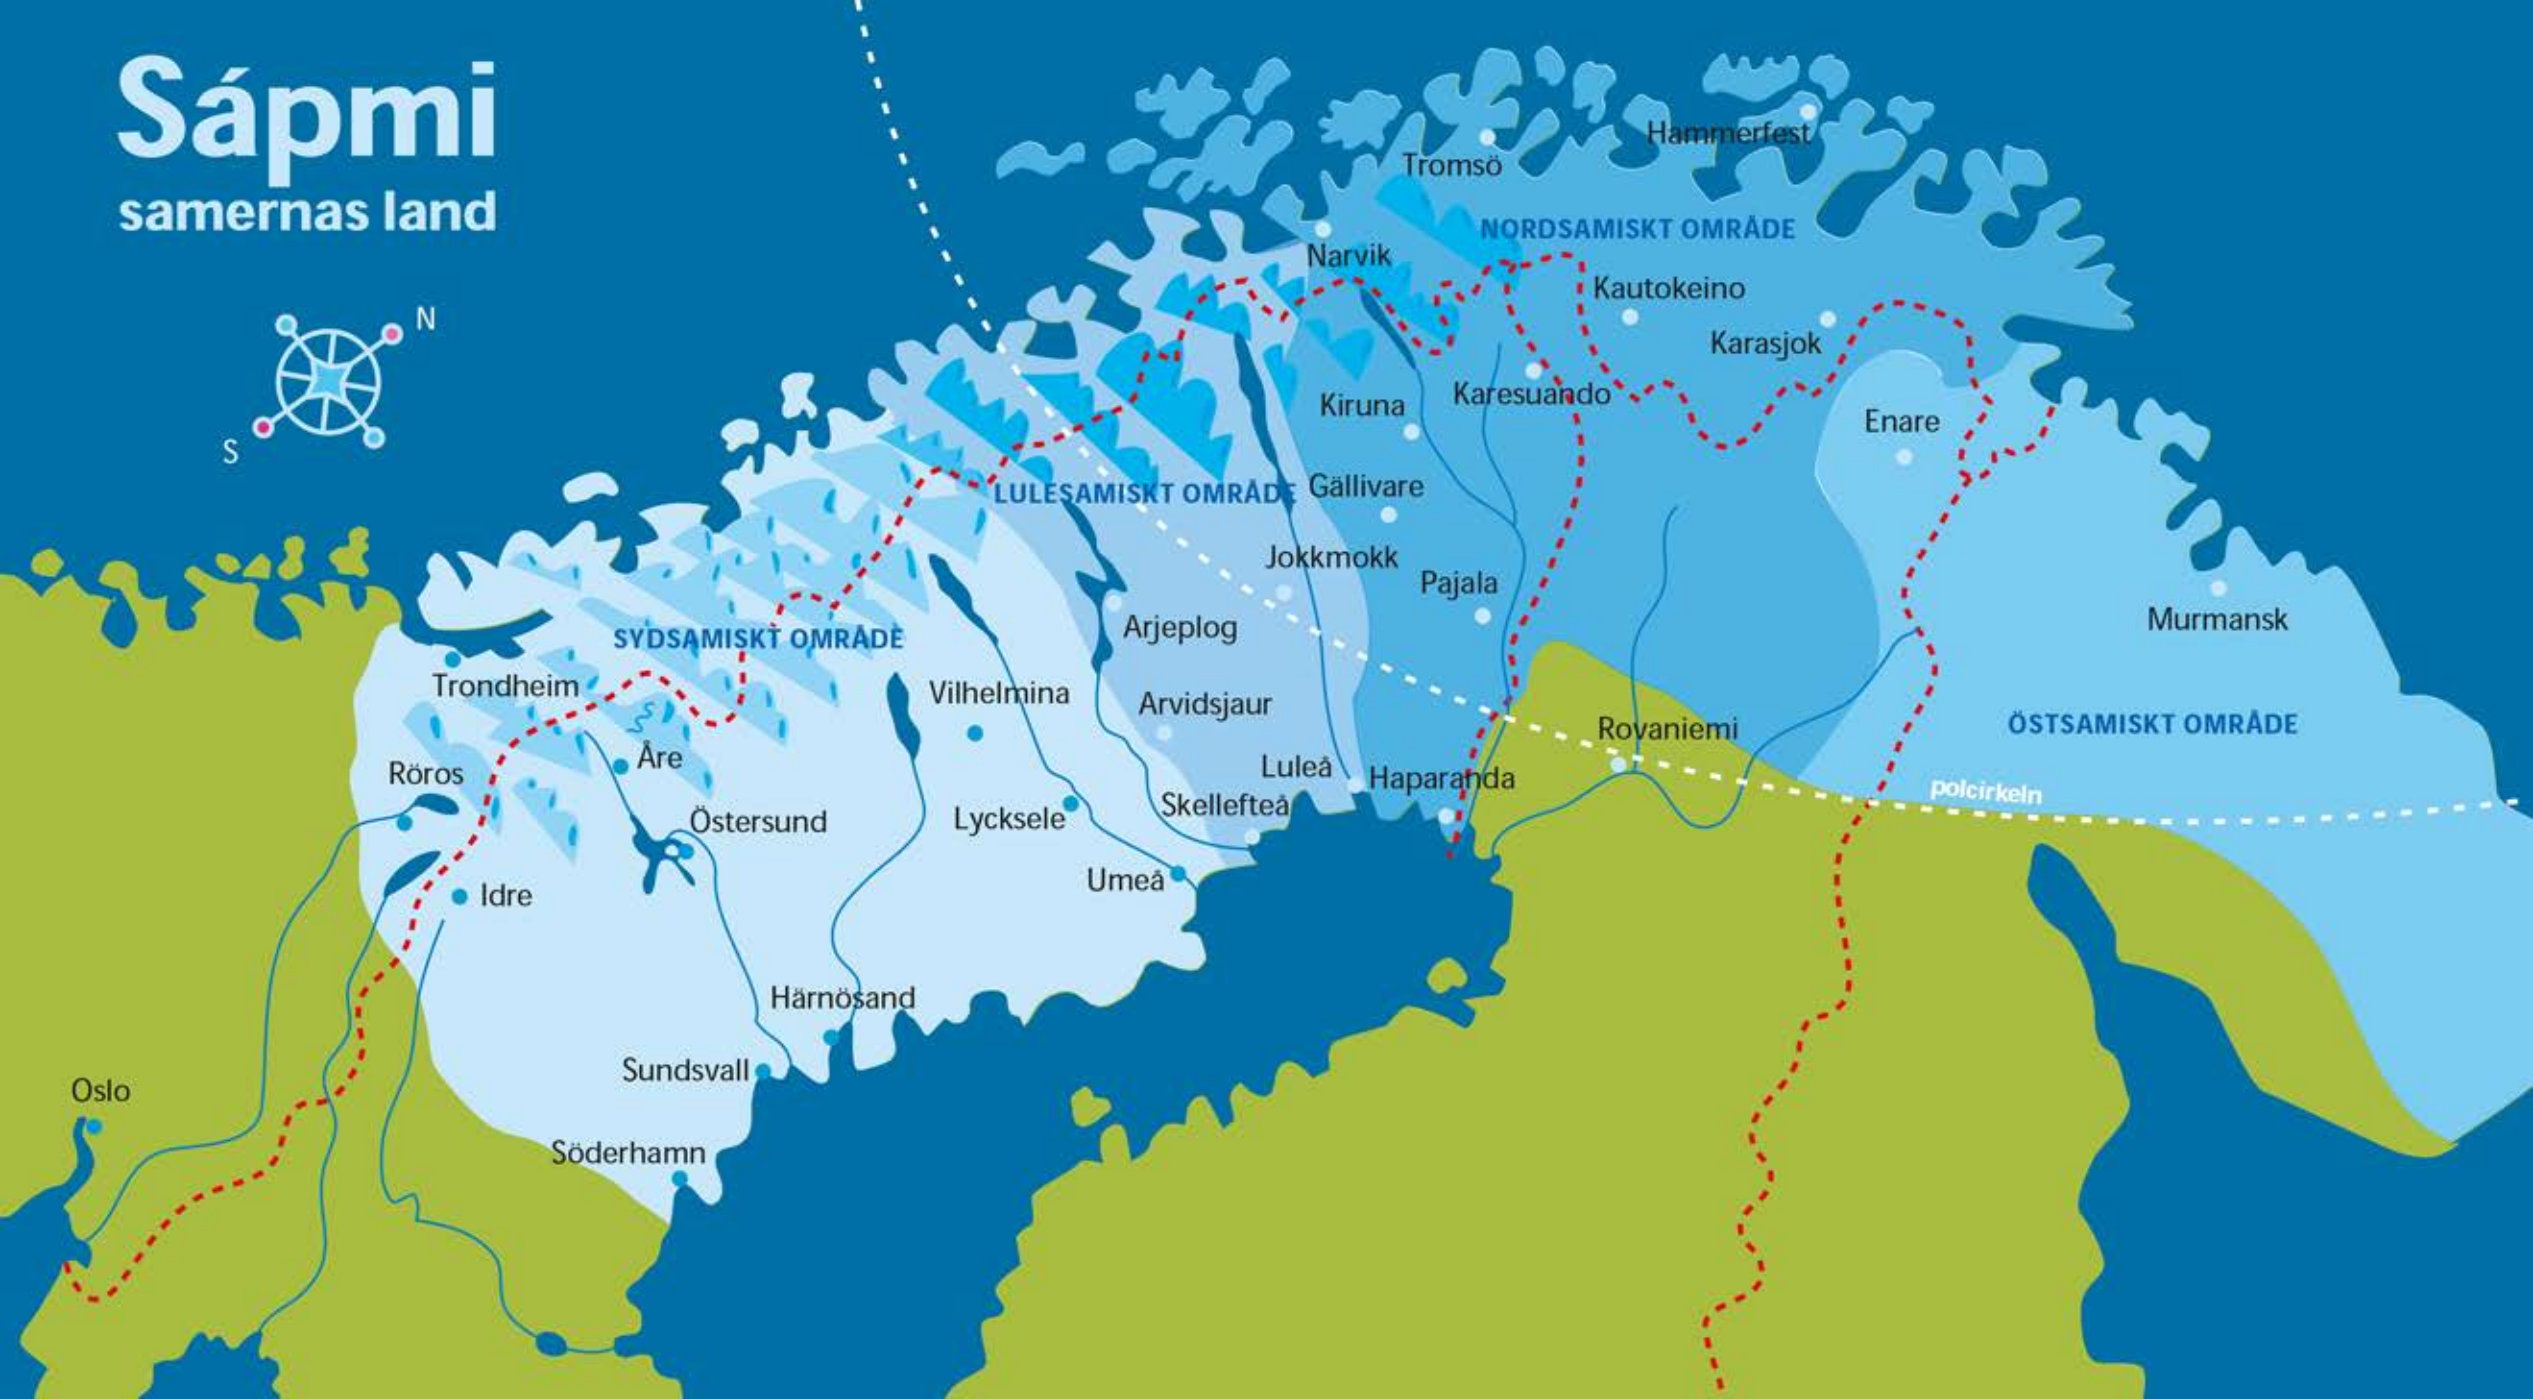 Sápmi
samernas land
N
S
Hammerfest
Tromsö
NORDSAMISKT OMRÅDE
Narvik
Kautokeino
Karasjok
Karesuando
Kiruna
Enare
LULESAMISKT OMRÅDE
Gällivare
Jokkmokk
Pajala
Murmansk
Arjeplog
SYDSAMISKT OMRÅDE
Trondheim
Vilhelmina
Arvidsjaur
ÖSTSAMISKT OMRÅDE
Rovaniemi
Åre
Röros
Luleå
Haparanda
polcirkeln
Skellefteå
Östersund
Lycksele
Umeå
Idre
Härnösand
Sundsvall
Oslo
Söderhamn